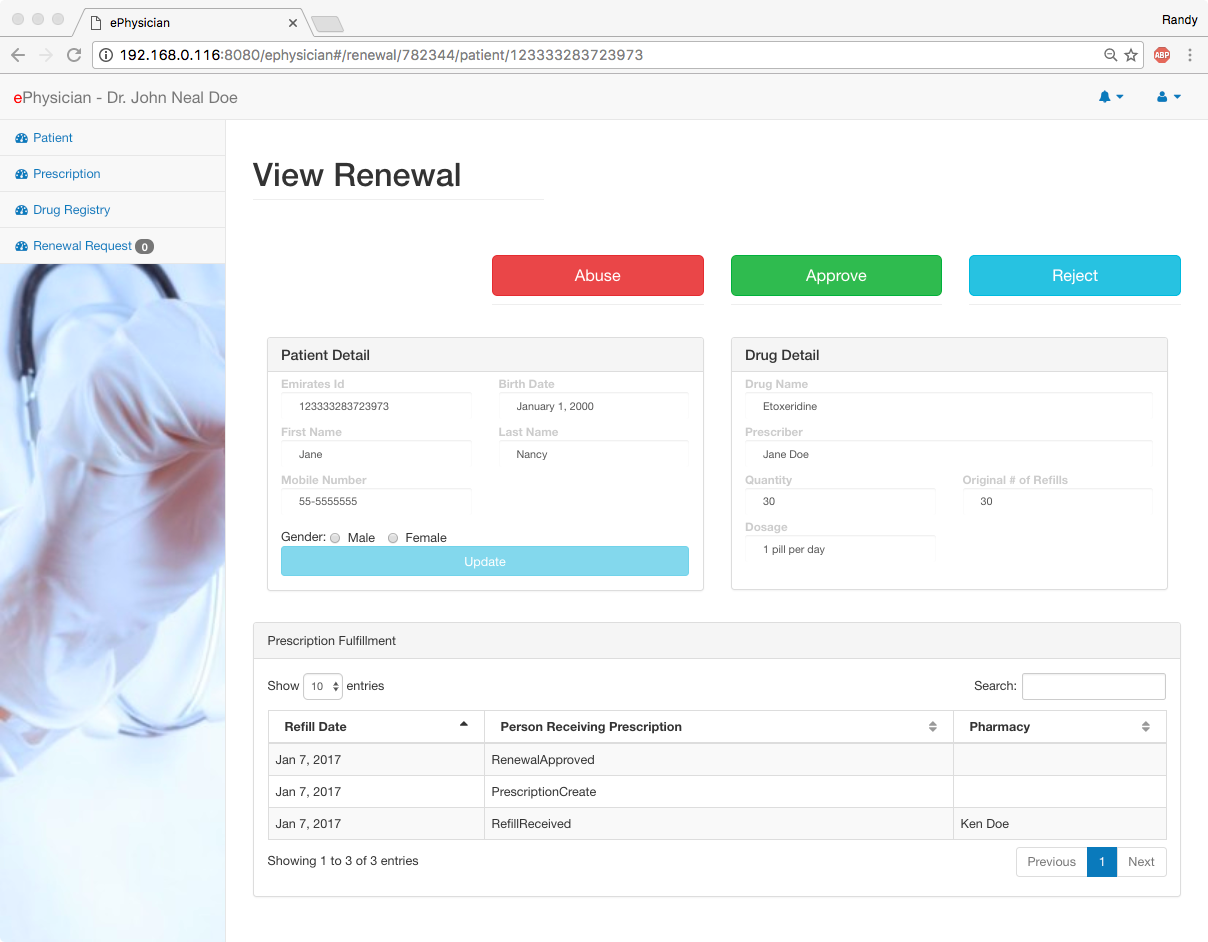 ePhysician
Randy
192.168.0.116:8080/ephysician#/renewal/782344/patient/123333283723973
ABP
ePhysician - Dr. John Neal Doe
Patient
Prescription
Drug Registry
Renewal Request 0
View Renewal
Abuse
Approve
Reject
Patient Detail
Emirates Id
Birth Date
123333283723973
January 1, 2000
First Name
Last Name
Jane
Nancy
Mobile Number
55-5555555
Gender: Male Female
Update
Drug Detail
Drug Name
Etoxeridine
Prescriber
Jane Doe
Quantity
Original # of Refills
30
30
Dosage
1 pill per day
Prescription Fulfillment
Show 10 entries
Search:
Refill Date Person Receiving Prescription Pharmacy
Jan 7, 2017 RenewalApproved
Jan 7, 2017 PrescriptionCreate
Jan 7, 2017 RefillReceived Ken Doe
Showing 1 to 3 of 3 entries
Previous 1 Next